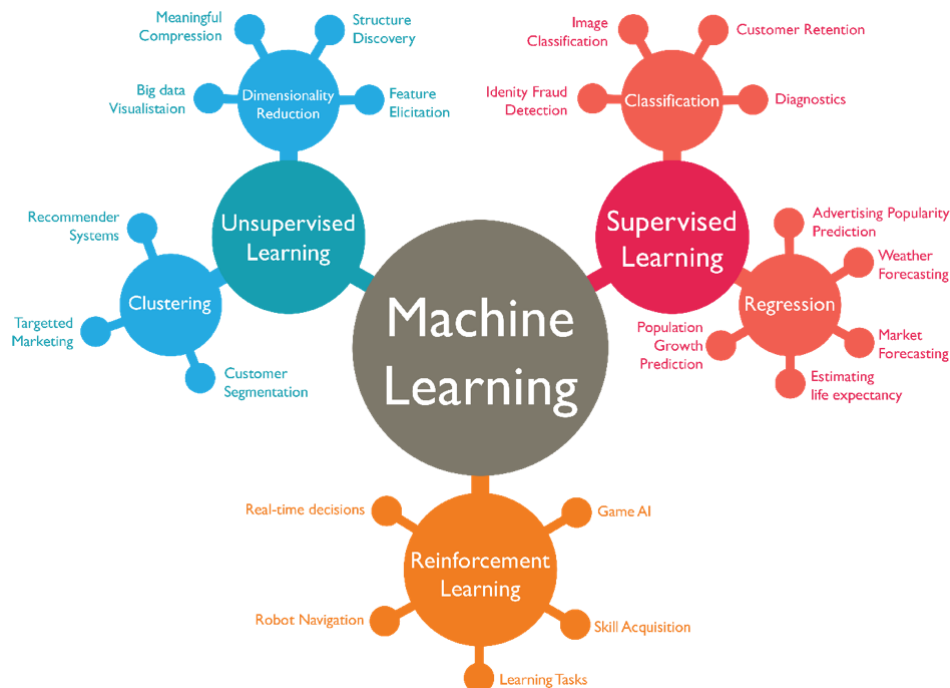 Meaningful
Compression
Structure
Discovery
Big data
Visualistaion
Dimensionality
Reduction
Feature
Elicitation
Image
Classification
Customer Retention
Idenity Fraud
Detection
Classification
Diagnostics
Unsupervised
Learning
Supervised
Learning
Recommender
Systems
Clustering
Targetted
Marketing
Customer
Segmentation
Machine
Learning
Advertising Popularity
Prediction
Weather
Forecasting
Regression
Population
Growth
Prediction
Market
Forecasting
Estimating
life expectancy
Real-time decisions
Game AI
Reinforcement
Learning
Robot Navigation
Skill Acquisition
Learning Tasks